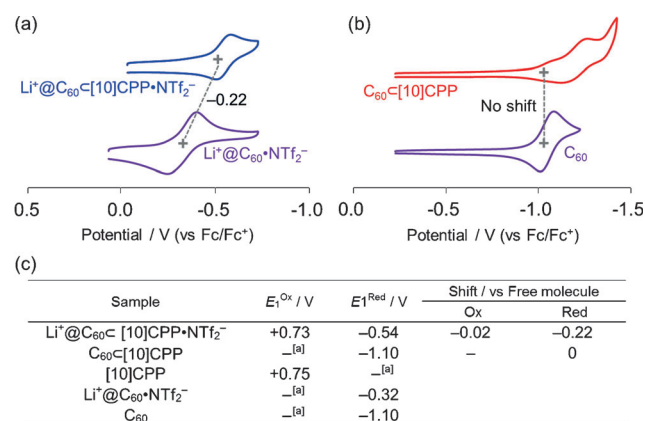 (a)
(b)
Li⁺@C₆₀⊂[10]CPP•NTf₂⁻
−0.22
Li⁺@C₆₀•NTf₂⁻
C₆₀⊂[10]CPP
No shift
C₆₀
0.5 0.0 -0.5 -1.0
Potential / V (vs Fc/Fc⁺)
0.0 -0.5 -1.0 -1.5
Potential / V (vs Fc/Fc⁺)
(c)
Shift / vs Free molecule
Sample E₁ᴼˣ / V E1ᴿᵉᵈ / V Ox Red
Li⁺@C₆₀⊂ [10]CPP•NTf₂⁻ +0.73 −0.54 −0.02 −0.22
C₆₀⊂[10]CPP –[a] −1.10 – 0
[10]CPP +0.75 –[a]
Li⁺@C₆₀•NTf₂⁻ –[a] −0.32
C₆₀ –[a] −1.10